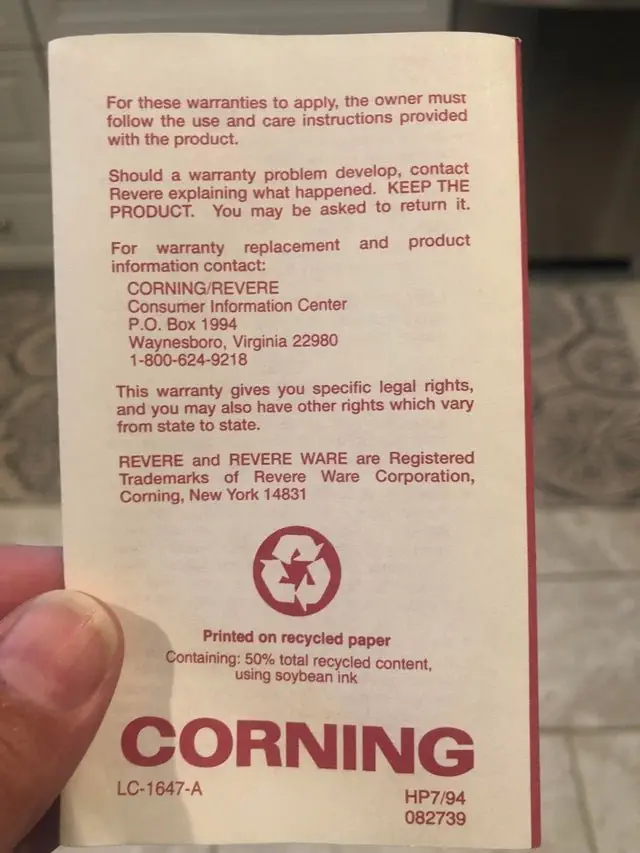 For these warranties to apply, the owner must
follow the use and care instructions provided
with the product.
Should a warranty problem develop, contact
Revere explaining what happened. KEEP THE
PRODUCT. You may be asked to return it.
For warranty replacement and product
information contact:
CORNING/REVERE
Consumer Information Center
P.O. Box 1994
Waynesboro, Virginia 22980
1-800-624-9218
This warranty gives you specific legal rights,
and you may also have other rights which vary
from state to state.
REVERE and REVERE WARE are Registered
Trademarks of Revere Ware Corporation,
Corning, New York 14831
Printed on recycled paper
Containing: 50% total recycled content,
using soybean ink
CORNING
LC-1647-A
HP7/94
082739